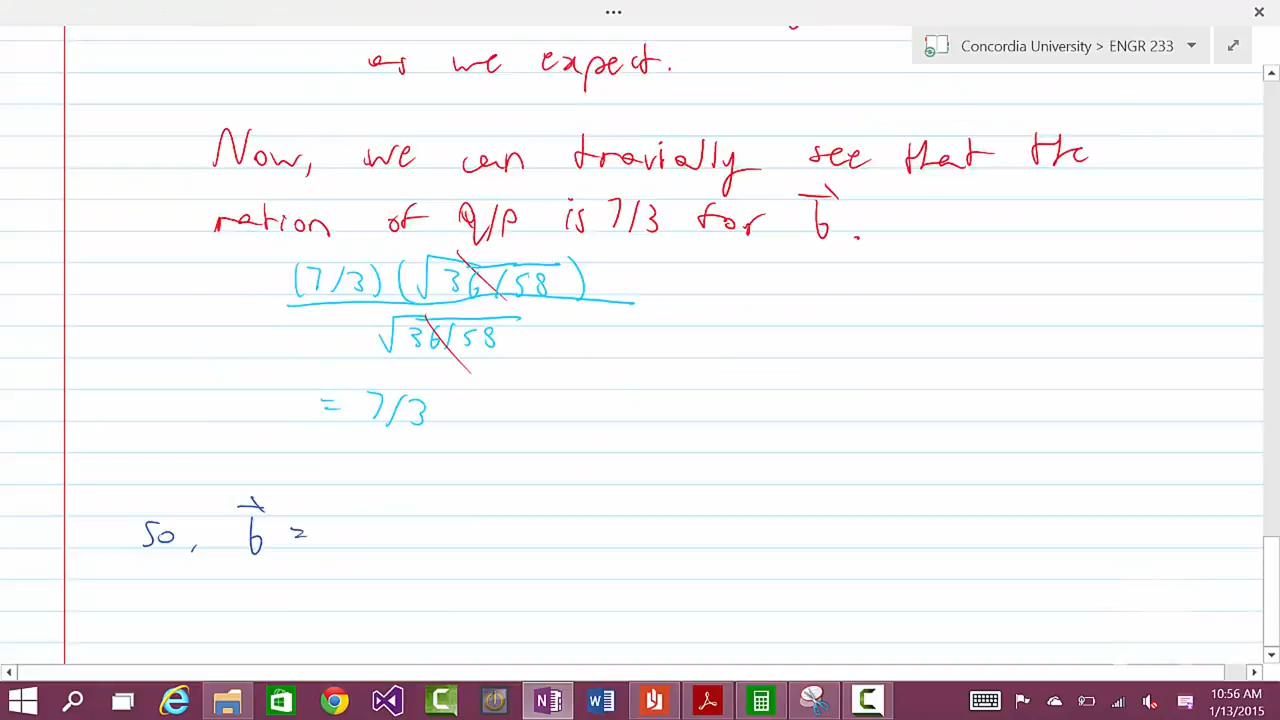 Concordia University > ENGR 233
as we expect.
Now, we can travially see that the
ration of q/p is 7/3 for b.
(7/3) (√36/58)
√36/58
= 7/3
So, b =
10:56 AM
1/13/2015